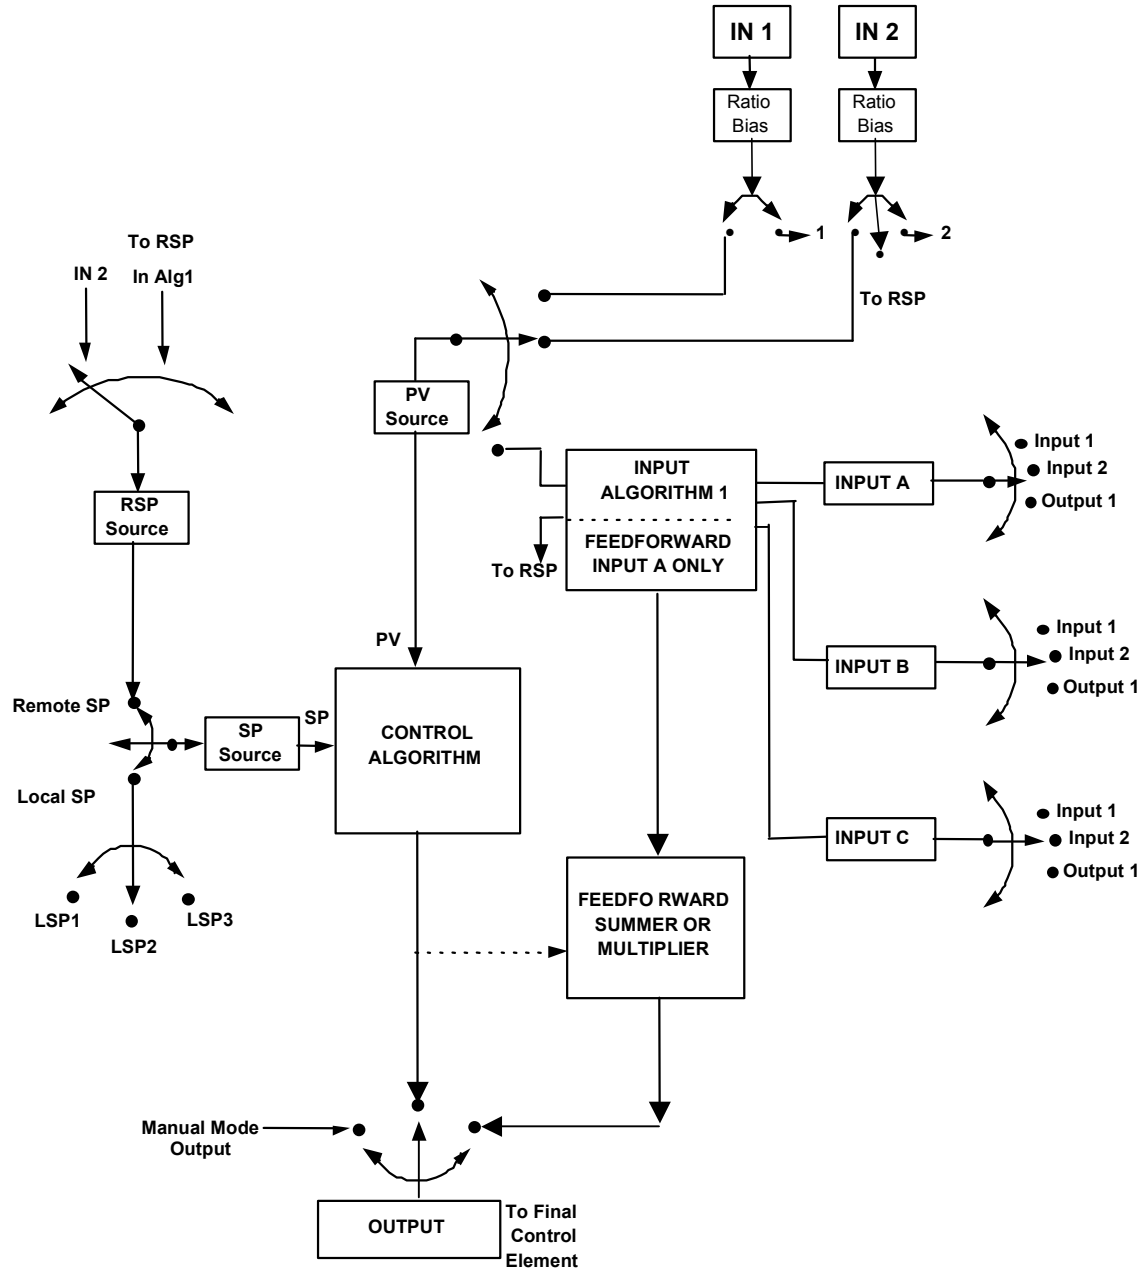 IN 1
IN 2
Ratio
Bias
Ratio
Bias
1
2
To RSP
To RSP
IN 2
In Alg1
PV
Source
RSP
Source
INPUT
ALGORITHM 1
FEEDFORWARD
INPUT A ONLY
To RSP
INPUT A
Input 1
Input 2
Output 1
INPUT B
Input 1
Input 2
Output 1
INPUT C
Input 1
Input 2
Output 1
PV
Remote SP
SP
Source
SP
CONTROL
ALGORITHM
Local SP
LSP1
LSP2
LSP3
FEEDFO RWARD
SUMMER OR
MULTIPLIER
Manual Mode
Output
OUTPUT
To Final
Control
Element